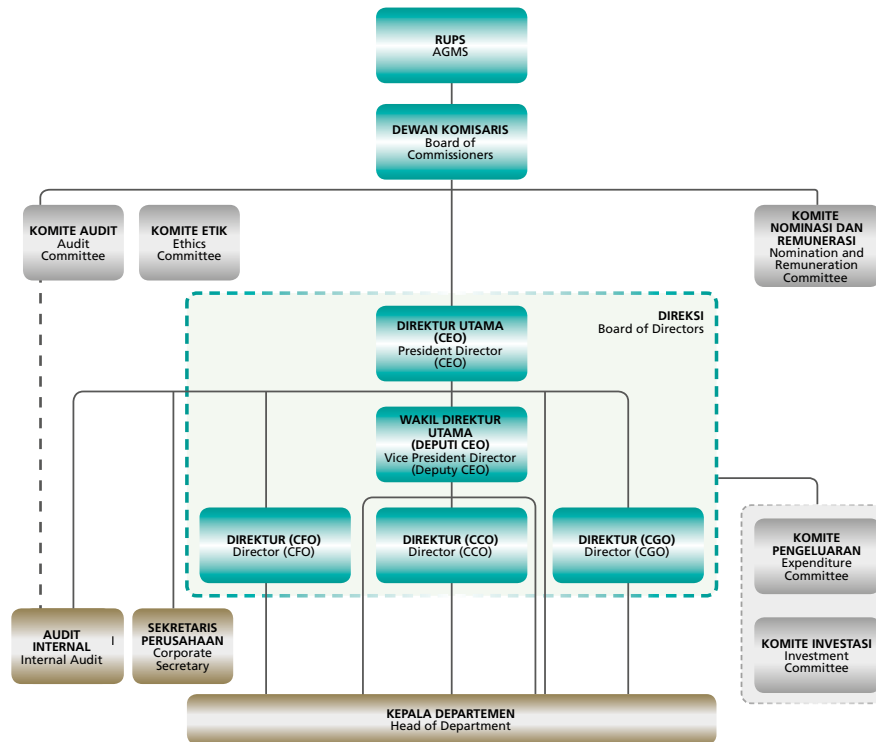 RUPS
AGMS
DEWAN KOMISARIS
Board of
Commissioners
KOMITE AUDIT
Audit
Committee
KOMITE ETIK
Ethics
Committee
KOMITE
NOMINASI DAN
REMUNERASI
Nomination and
Remuneration
Committee
DIREKSI
Board of Directors
DIREKTUR UTAMA
(CEO)
President Director
(CEO)
WAKIL DIREKTUR
UTAMA
(DEPUTI CEO)
Vice President Director
(Deputy CEO)
DIREKTUR (CFO)
Director (CFO)
DIREKTUR (CCO)
Director (CCO)
DIREKTUR (CGO)
Director (CGO)
KOMITE
PENGELUARAN
Expenditure
Committee
AUDIT I
INTERNAL
Internal Audit
SEKRETARIS
PERUSAHAAN
Corporate
Secretary
KOMITE INVESTASI
Investment
Committee
KEPALA DEPARTEMEN
Head of Department